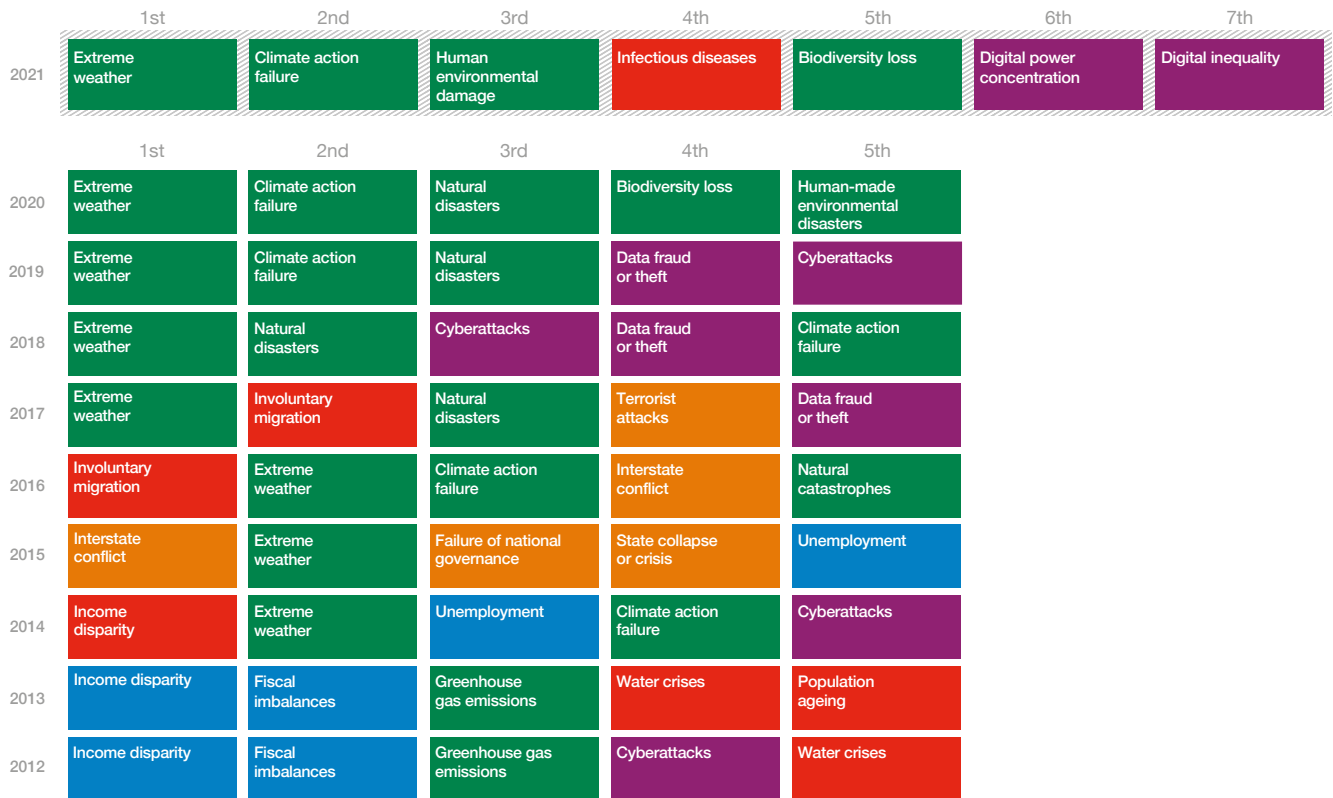 1st 2nd 3rd 4th 5th 6th 7th
2021
Extreme
weather
Climate action
failure
Human
environmental
damage
Infectious diseases
Biodiversity loss
Digital power
concentration
Digital inequality
1st 2nd 3rd 4th 5th
2020
Extreme
weather
Climate action
failure
Natural
disasters
Biodiversity loss
Human-made
environmental
disasters
2019
Extreme
weather
Climate action
failure
Natural
disasters
Data fraud
or theft
Cyberattacks
2018
Extreme
weather
Natural
disasters
Cyberattacks
Data fraud
or theft
Climate action
failure
2017
Extreme
weather
Involuntary
migration
Natural
disasters
Terrorist
attacks
Data fraud
or theft
2016
Involuntary
migration
Extreme
weather
Climate action
failure
Interstate
conflict
Natural
catastrophes
2015
Interstate
conflict
Extreme
weather
Failure of national
governance
State collapse
or crisis
Unemployment
2014
Income
disparity
Extreme
weather
Unemployment
Climate action
failure
Cyberattacks
2013
Income disparity
Fiscal
imbalances
Greenhouse
gas emissions
Water crises
Population
ageing
2012
Income disparity
Fiscal
imbalances
Greenhouse gas
emissions
Cyberattacks
Water crises